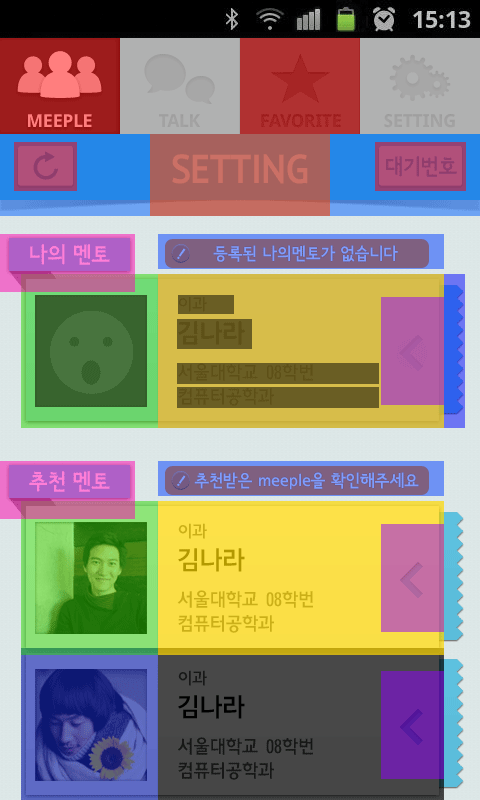 15:13
MEEPLE TALK FAVORITE SETTING
SETTING 대기번호
나의 멘토 등록된 나의멘토가 없습니다
이과
김나라
서울대학교 08학번
컴퓨터공학과
추천 멘토 추천받은 meeple을 확인해주세요
이과
김나라
서울대학교 08학번
컴퓨터공학과
이과
김나라
서울대학교 08학번
컴퓨터공학과